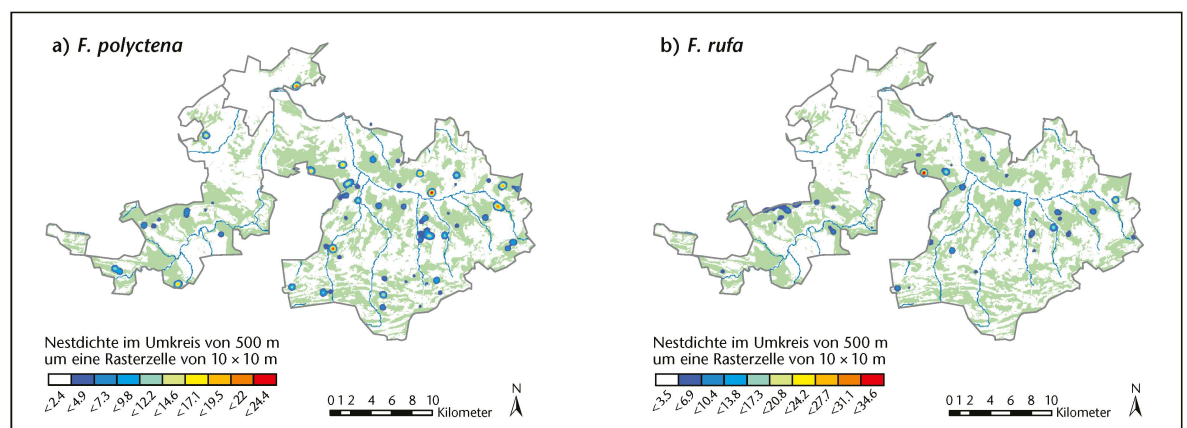 a) F. polyctena
Nestdichte im Umkreis von 500 m
um eine Rasterzelle von 10 × 10 m
<2.4 <4.9 <7.3 <9.8 <12.2 <14.6 <17.1 <19.5 <22 <24.4
0 1 2 4 6 8 10
Kilometer
N
b) F. rufa
Nestdichte im Umkreis von 500 m
um eine Rasterzelle von 10 × 10 m
<3.5 <6.9 <10.4 <13.8 <17.3 <20.8 <24.2 <27.7 <31.1 <34.6
0 1 2 4 6 8 10
Kilometer
N